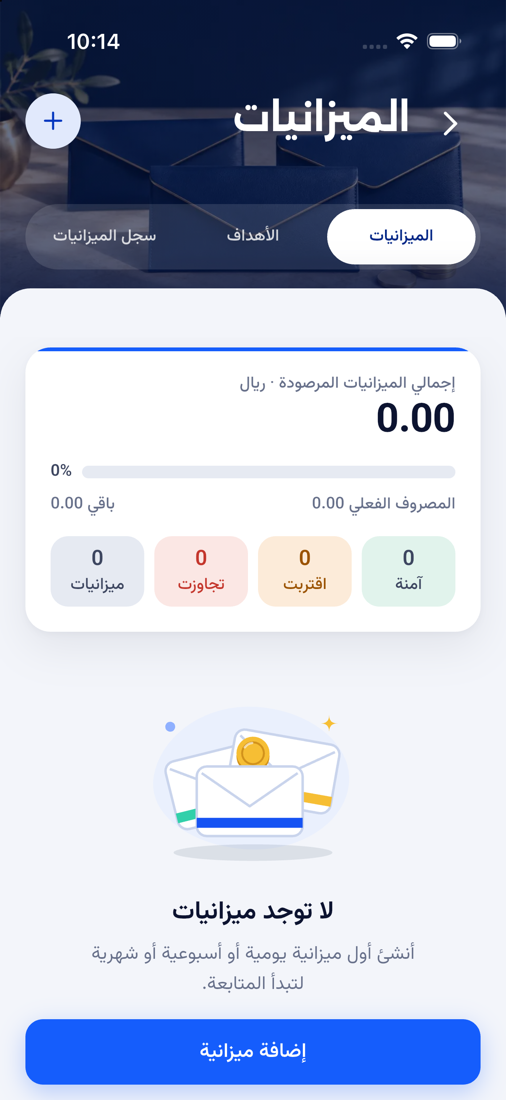 10:14
الميزانيات
الميزانيات
الأهداف
سجل الميزانيات
إجمالي الميزانيات المرصودة · ريال
0.00
0%
المصروف الفعلي 0.00
باقي 0.00
0
آمنة
0
اقتربت
0
تجاوزت
0
ميزانيات
لا توجد ميزانيات
أنشئ أول ميزانية يومية أو أسبوعية أو شهرية
لتبدأ المتابعة.
إضافة ميزانية